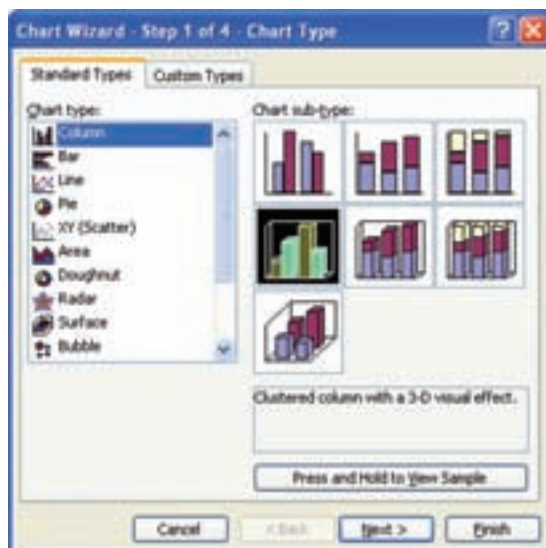 Chart Wizard - Step 1 of 4 - Chart Type
Standard Types
Custom Types
Chart type:
Column
Bar
Line
Pie
XY (Scatter)
Area
Doughnut
Radar
Surface
Bubble
Chart sub-type:
Clustered column with a 3-D visual effect.
Press and Hold to View Sample
Cancel
< Back
Next >
Finish